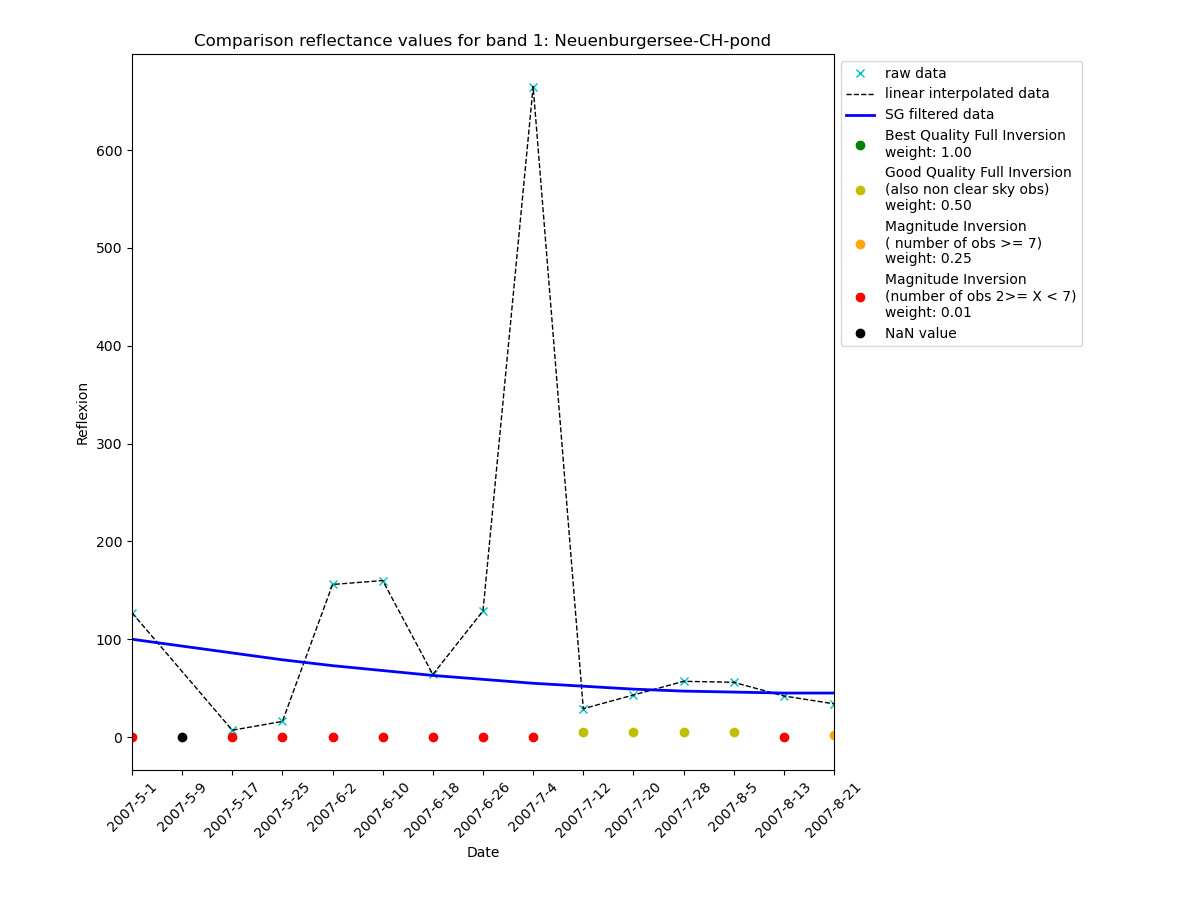 Comparison reflectance values for band 1: Neuenburgersee-CH-pond
raw data
linear interpolated data
SG filtered data
Best Quality Full Inversion
weight: 1.00
Good Quality Full Inversion
(also non clear sky obs)
weight: 0.50
Magnitude Inversion
( number of obs >= 7)
weight: 0.25
Magnitude Inversion
(number of obs 2>= X < 7)
weight: 0.01
NaN value
Reflexion
600
500
400
300
200
100
0
2007-5-1
2007-5-9
2007-5-17
2007-5-25
2007-6-2
2007-6-10
2007-6-18
2007-6-26
2007-7-4
2007-7-12
2007-7-20
2007-7-28
2007-8-5
2007-8-13
2007-8-21
Date